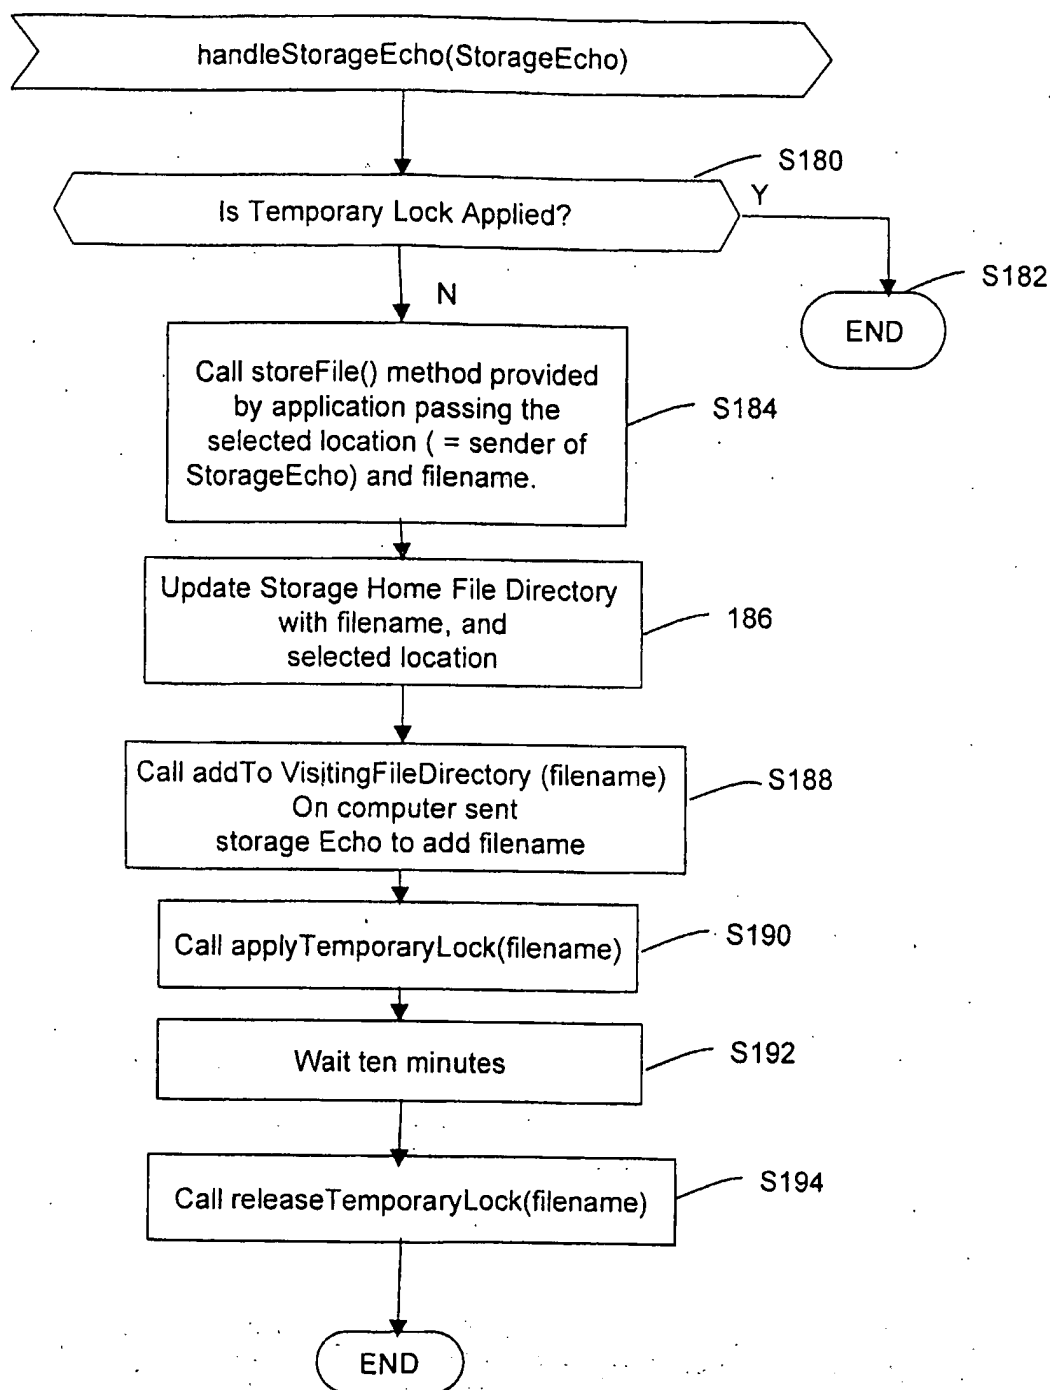 handleStorageEcho(StorageEcho)
S180
Is Temporary Lock Applied?
Y
S182
N
END
Call storeFile() method provided
by application passing the
selected location ( = sender of
StorageEcho) and filename.
S184
Update Storage Home File Directory
with filename, and
selected location
186
Call addTo VisitingFileDirectory (filename)
On computer sent
storage Echo to add filename
S188
Call applyTemporaryLock(filename)
S190
Wait ten minutes
S192
Call releaseTemporaryLock(filename)
S194
END